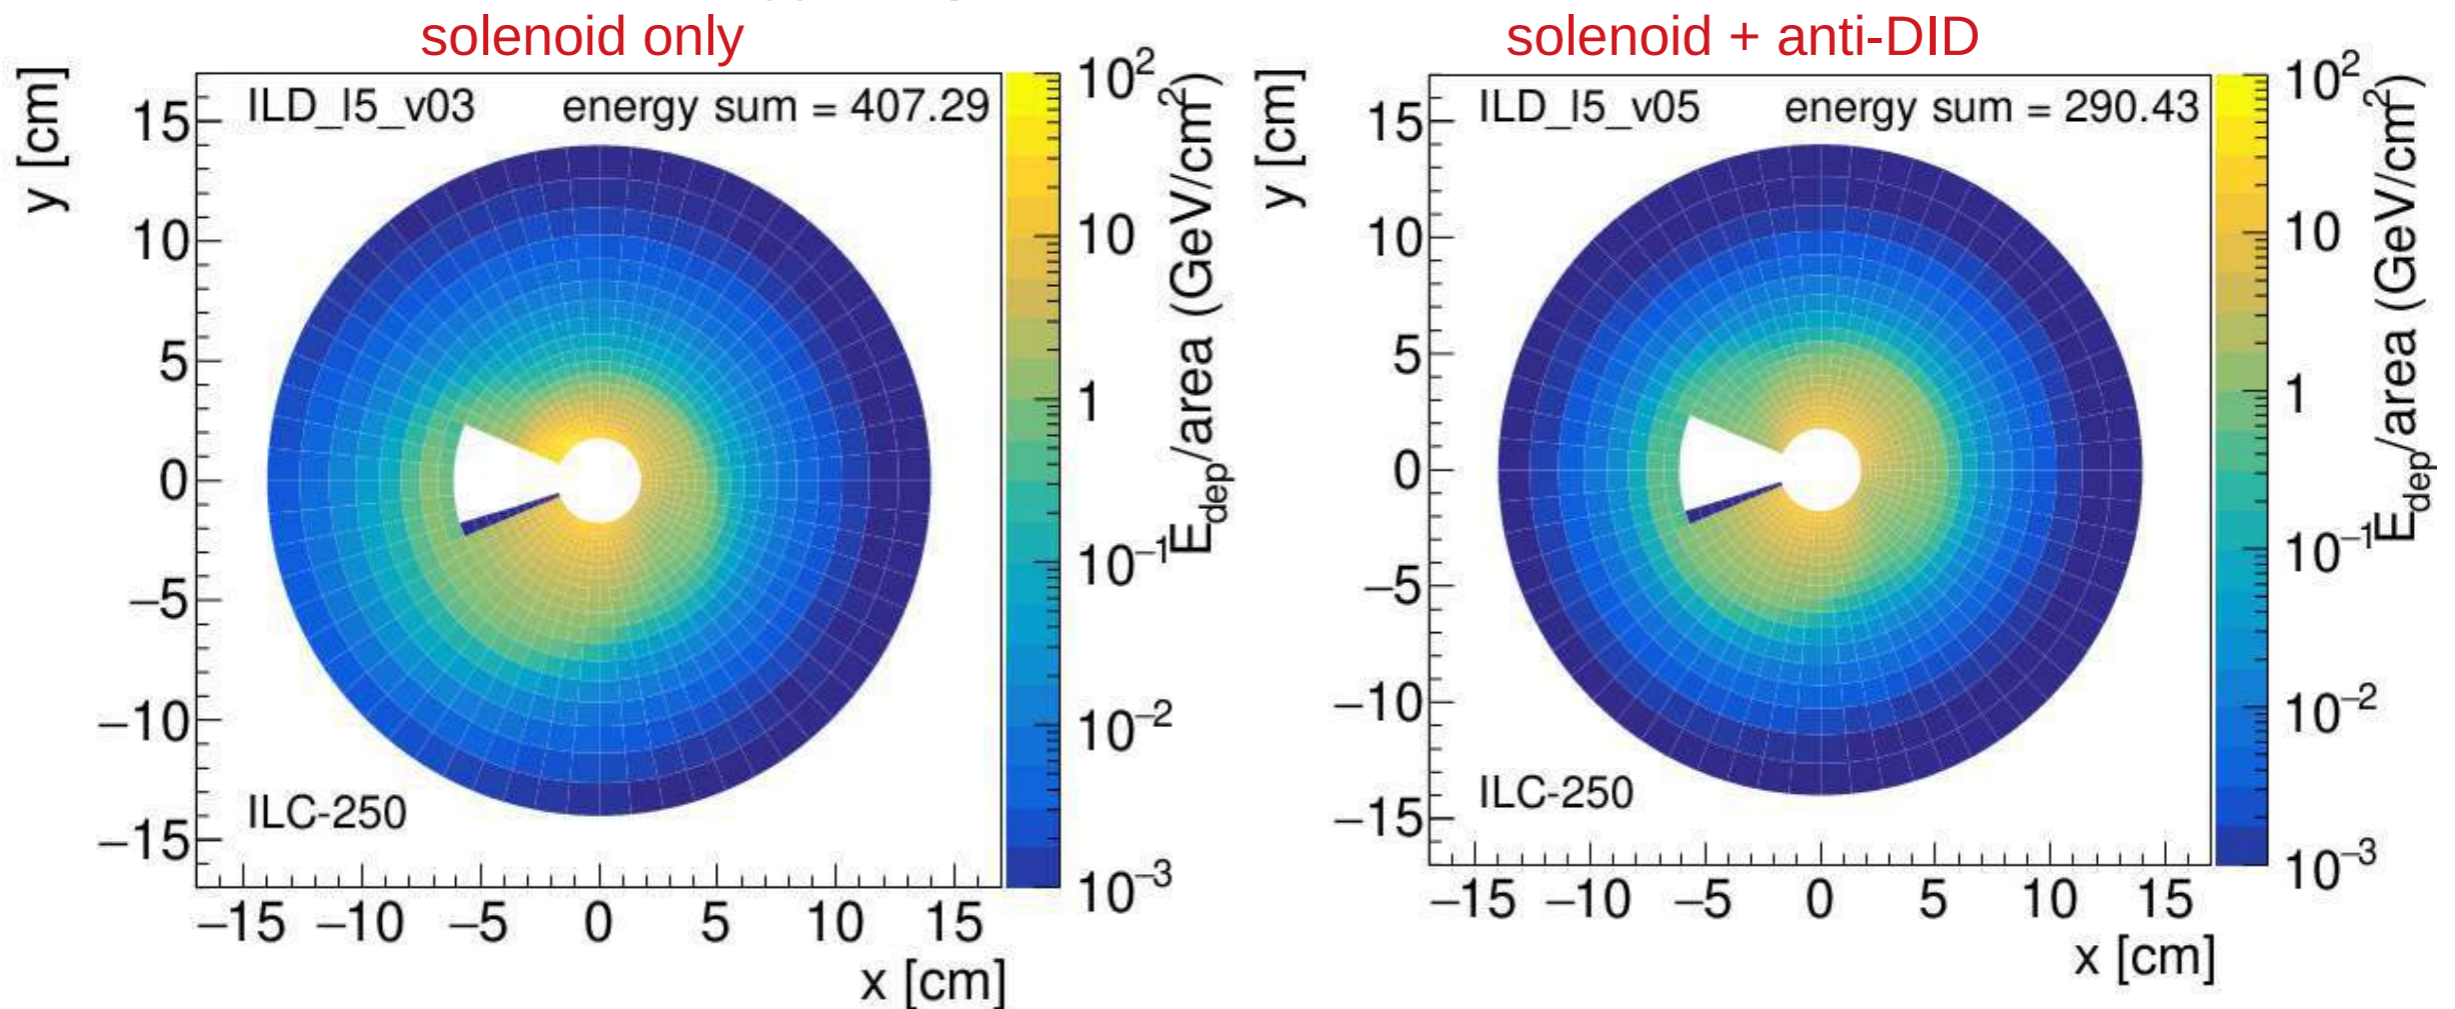 solenoid only
ILD_l5_v03 energy sum = 407.29
y [cm]
15
10
5
0
−5
−10
−15
ILC-250
−15 −10 −5 0 5 10 15
x [cm]
10²
10
1
10⁻¹
10⁻²
10⁻³
E_dep/area (GeV/cm²)
solenoid + anti-DID
ILD_l5_v05 energy sum = 290.43
y [cm]
15
10
5
0
−5
−10
−15
ILC-250
−15 −10 −5 0 5 10 15
x [cm]
10²
10
1
10⁻¹
10⁻²
10⁻³
E_dep/area (GeV/cm²)